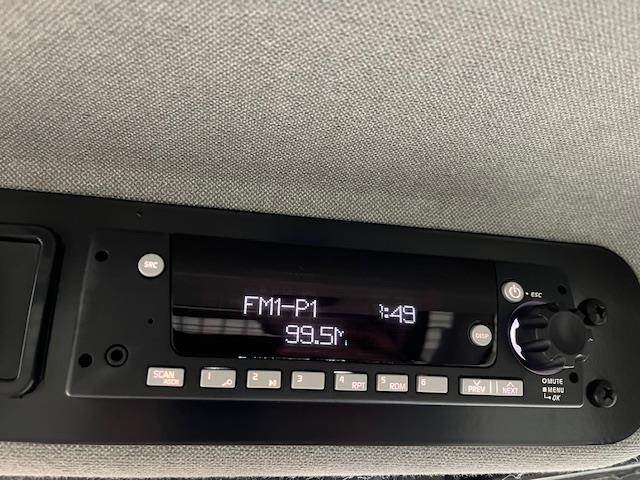 SRC
FM1-P1
:49
99.5M
DISP
ESC
SCAN
ASCII
1
2
3
4 RPT
5 RDM
6
PREV
NEXT
MUTE
MENU
OK